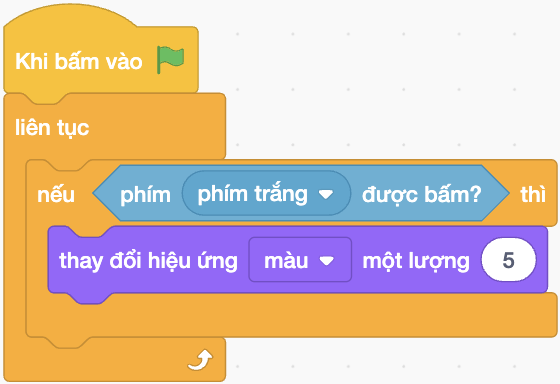 Khi bấm vào
liên tục
nếu phím phím trắng được bấm? thì
thay đổi hiệu ứng màu một lượng 5